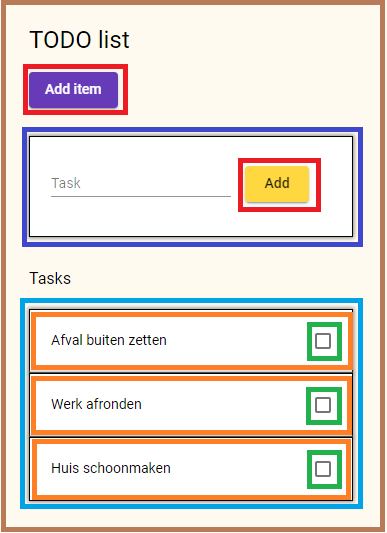 TODO list
Add item
Task
Add
Tasks
Afval buiten zetten
Werk afronden
Huis schoonmaken